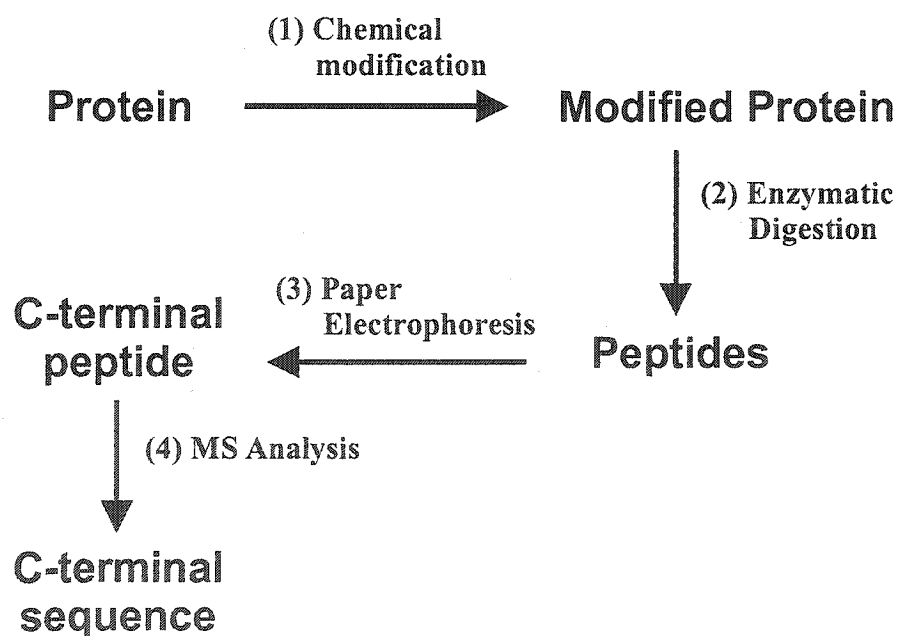 (1) Chemical
modification
Protein
Modified Protein
(2) Enzymatic
Digestion
Peptides
(3) Paper
Electrophoresis
C-terminal
peptide
(4) MS Analysis
C-terminal
sequence